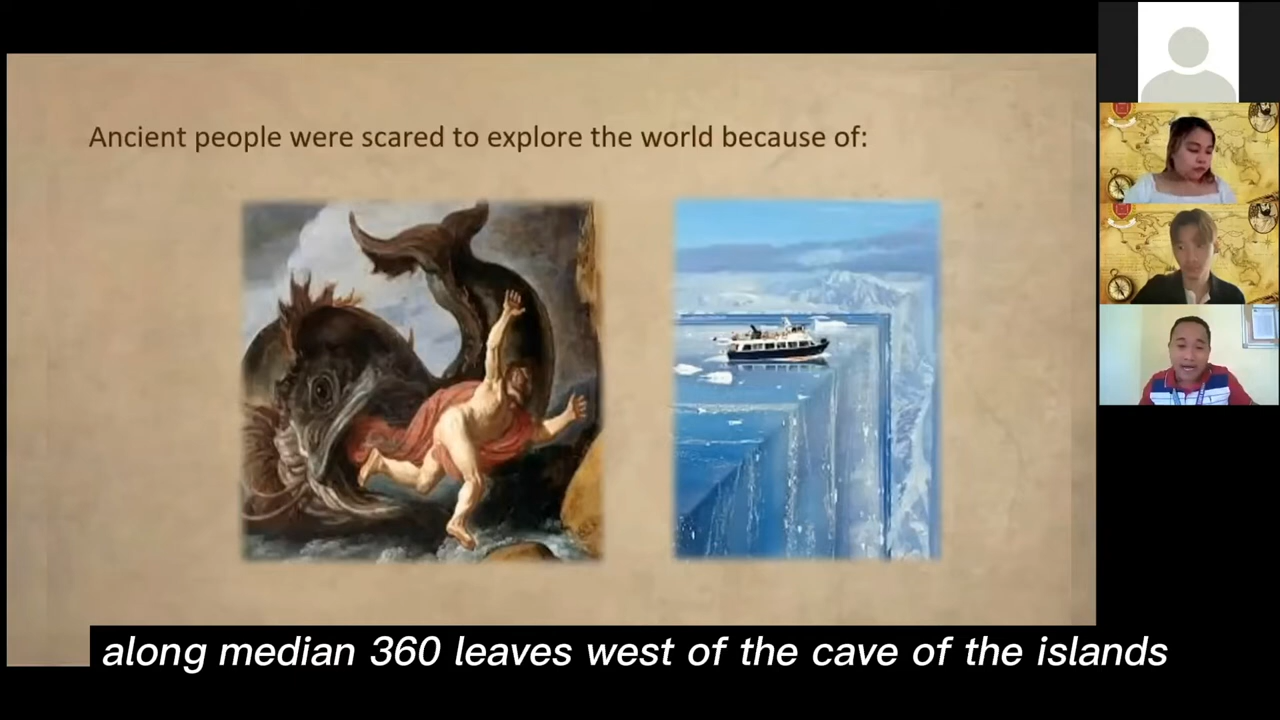 Ancient people were scared to explore the world because of:
along median 360 leaves west of the cave of the islands